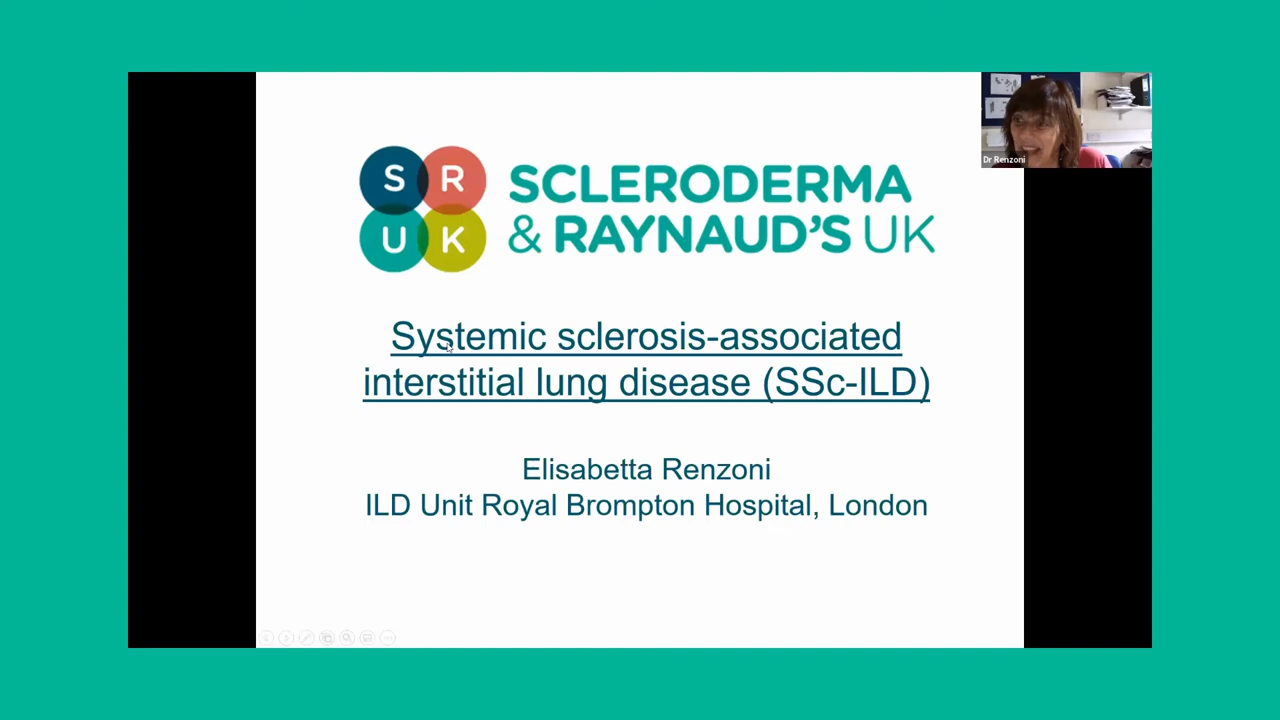 Dr Renzoni
S R
U K
SCLERODERMA
& RAYNAUD'S UK
Systemic sclerosis-associated
interstitial lung disease (SSc-ILD)
Elisabetta Renzoni
ILD Unit Royal Brompton Hospital, London